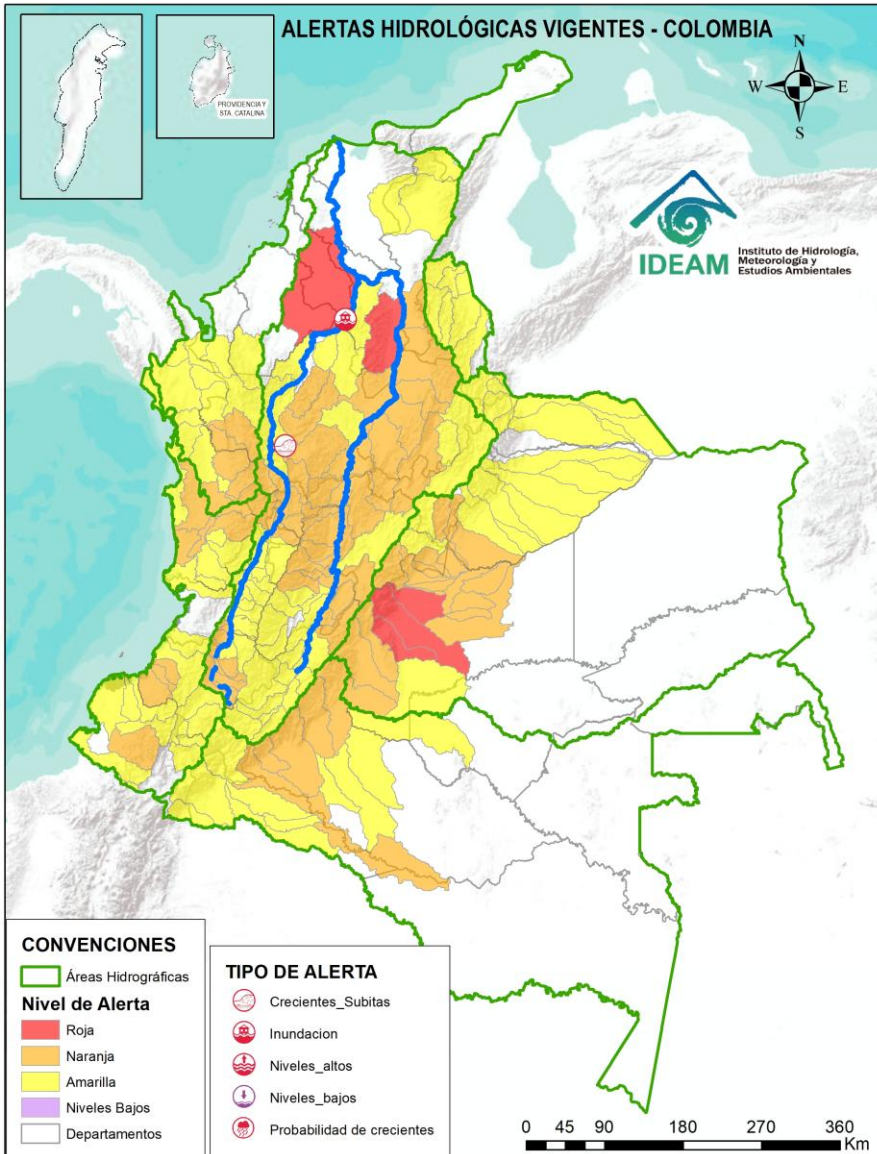 ALERTAS HIDROLÓGICAS VIGENTES - COLOMBIA
PROVIDENCIA Y
STA. CATALINA
N
W
E
S
IDEAM
Instituto de Hidrología,
Meteorología y
Estudios Ambientales
CONVENCIONES
Áreas Hidrográficas
Nivel de Alerta
Roja
Naranja
Amarilla
Niveles Bajos
Departamentos
TIPO DE ALERTA
Crecientes_Subitas
Inundacion
Niveles_altos
Niveles_bajos
Probabilidad de crecientes
0 45 90 180 270 360
Km